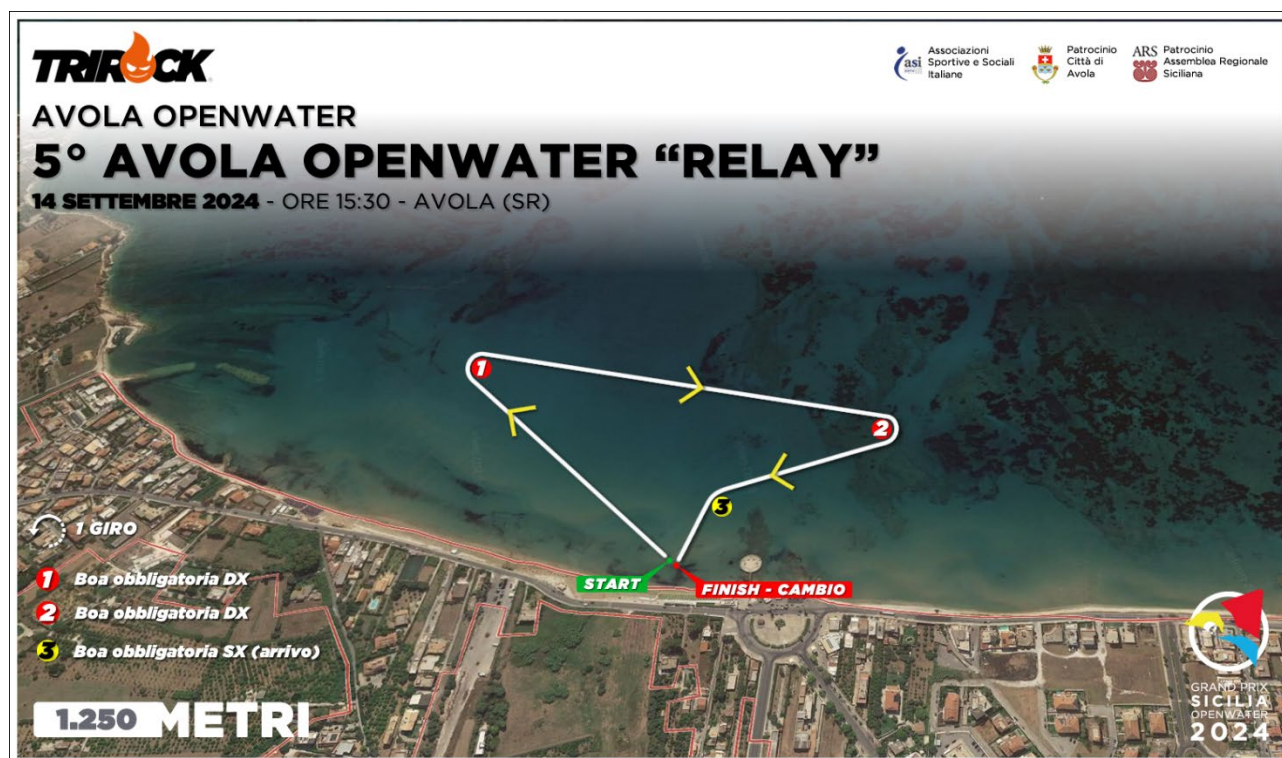 TRIROCK
asi
Associazioni
Sportive e Sociali
Italiane
Patrocinio
Città di
Avola
ARS
Patrocinio
Assemblea Regionale
Siciliana
AVOLA OPENWATER
5° AVOLA OPENWATER “RELAY”
14 SETTEMBRE 2024 - ORE 15:30 - AVOLA (SR)
1
2
3
START
FINISH - CAMBIO
1 GIRO
1 Boa obbligatoria DX
2 Boa obbligatoria DX
3 Boa obbligatoria SX (arrivo)
1.250 METRI
GRAND PRIX
SICILIA
OPENWATER
2024